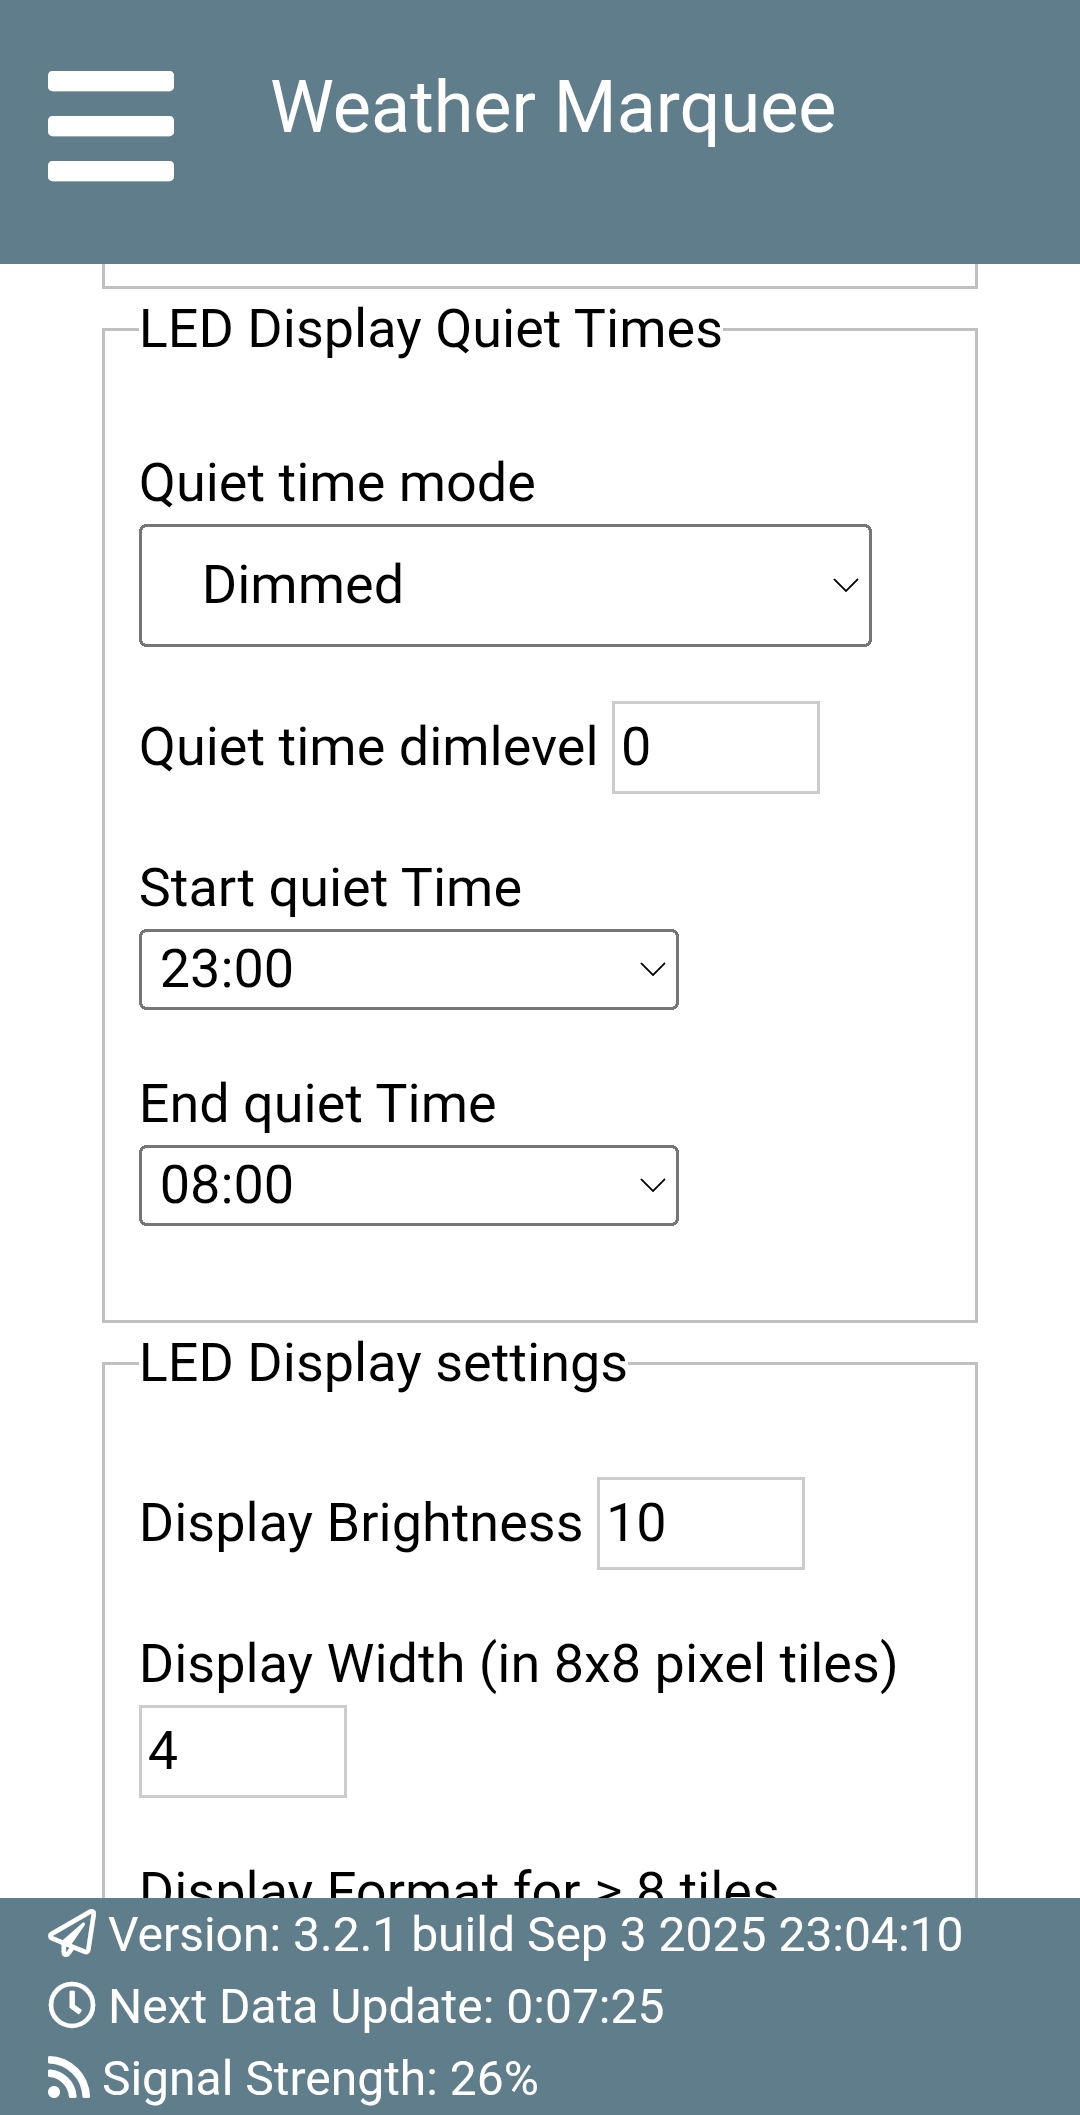 Weather Marquee
LED Display Quiet Times
Quiet time mode
Dimmed
Quiet time dimlevel 0
Start quiet Time
23:00
End quiet Time
08:00
LED Display settings
Display Brightness 10
Display Width (in 8x8 pixel tiles)
4
Display Format for ≥ 8 tiles
Version: 3.2.1 build Sep 3 2025 23:04:10
Next Data Update: 0:07:25
Signal Strength: 26%